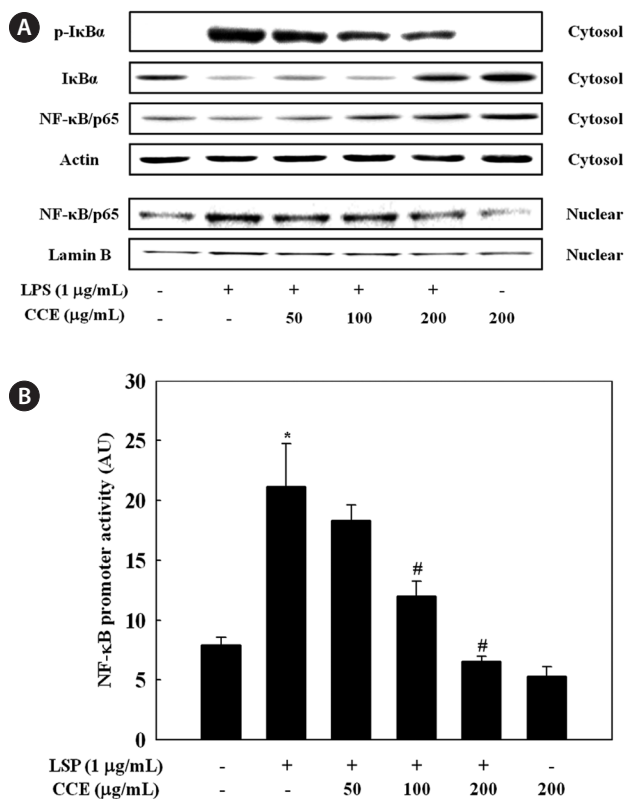 A
p-IκBα Cytosol
IκBα Cytosol
NF-κB/p65 Cytosol
Actin Cytosol
NF-κB/p65 Nuclear
Lamin B Nuclear
LPS (1 μg/mL) - + + + + -
CCE (μg/mL) - - 50 100 200 200
B
NF-κB promoter activity (AU)
30
25
20
15
10
5
0
*
#
#
LSP (1 μg/mL) - + + + + -
CCE (μg/mL) - - 50 100 200 200